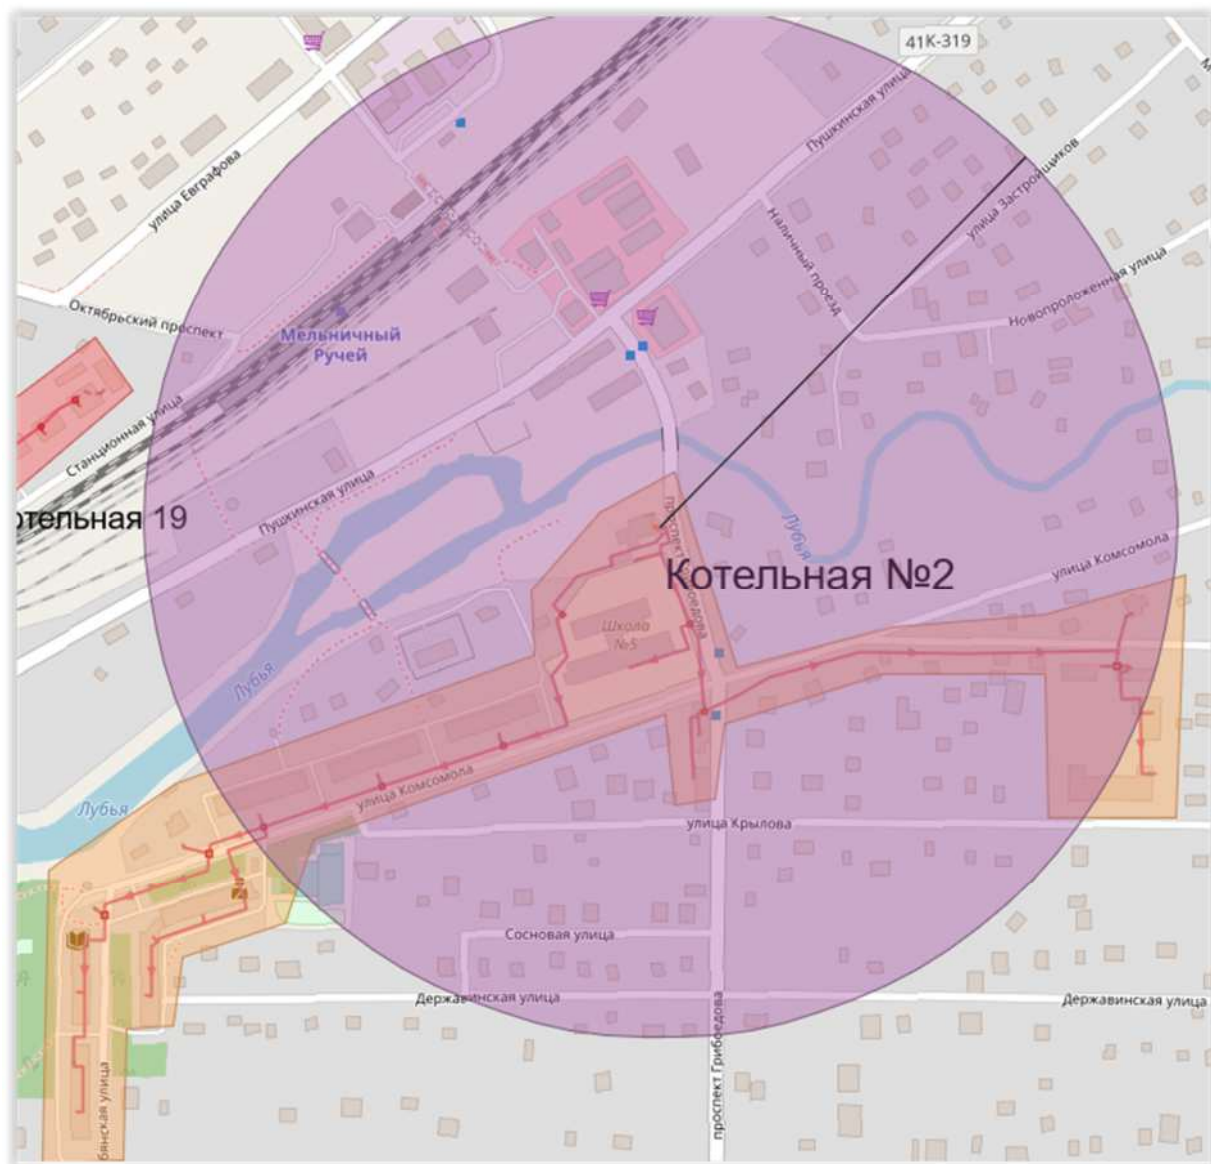 41К-319
Пушкинская улица
улица Евграфова
улица Застройщиков
Наличный проезд
Новопроложенная улица
Октябрьский проспект
Мельничный
Ручей
Станционная улица
Пушкинская улица
отельная 19
Лубья
Котельная №2
улица Комсомола
Школа
№5
Лубья
улица Комсомола
Лубья
улица Крылова
Сосновая улица
Державинская улица
Державинская улица
проспект Грибоедова
бянская улица